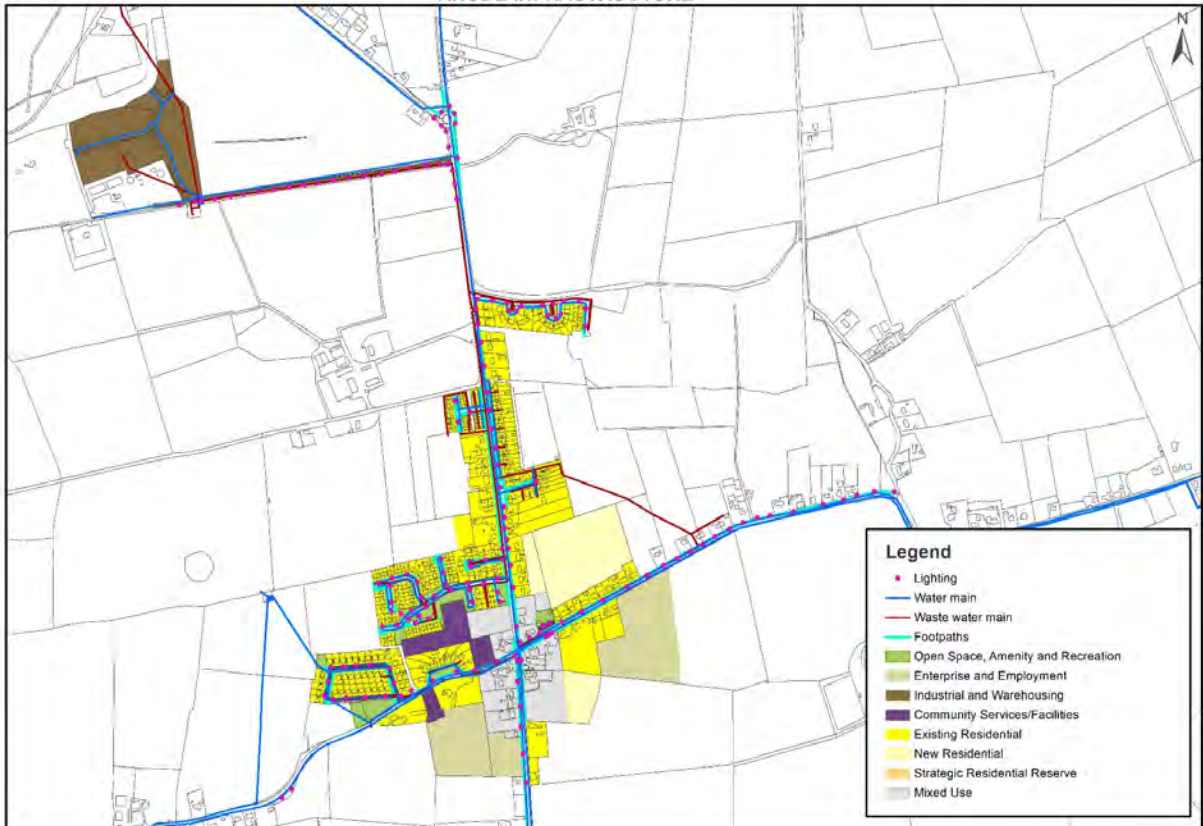 N
Legend
Lighting
Water main
Waste water main
Footpaths
Open Space, Amenity and Recreation
Enterprise and Employment
Industrial and Warehousing
Community Services/Facilities
Existing Residential
New Residential
Strategic Residential Reserve
Mixed Use